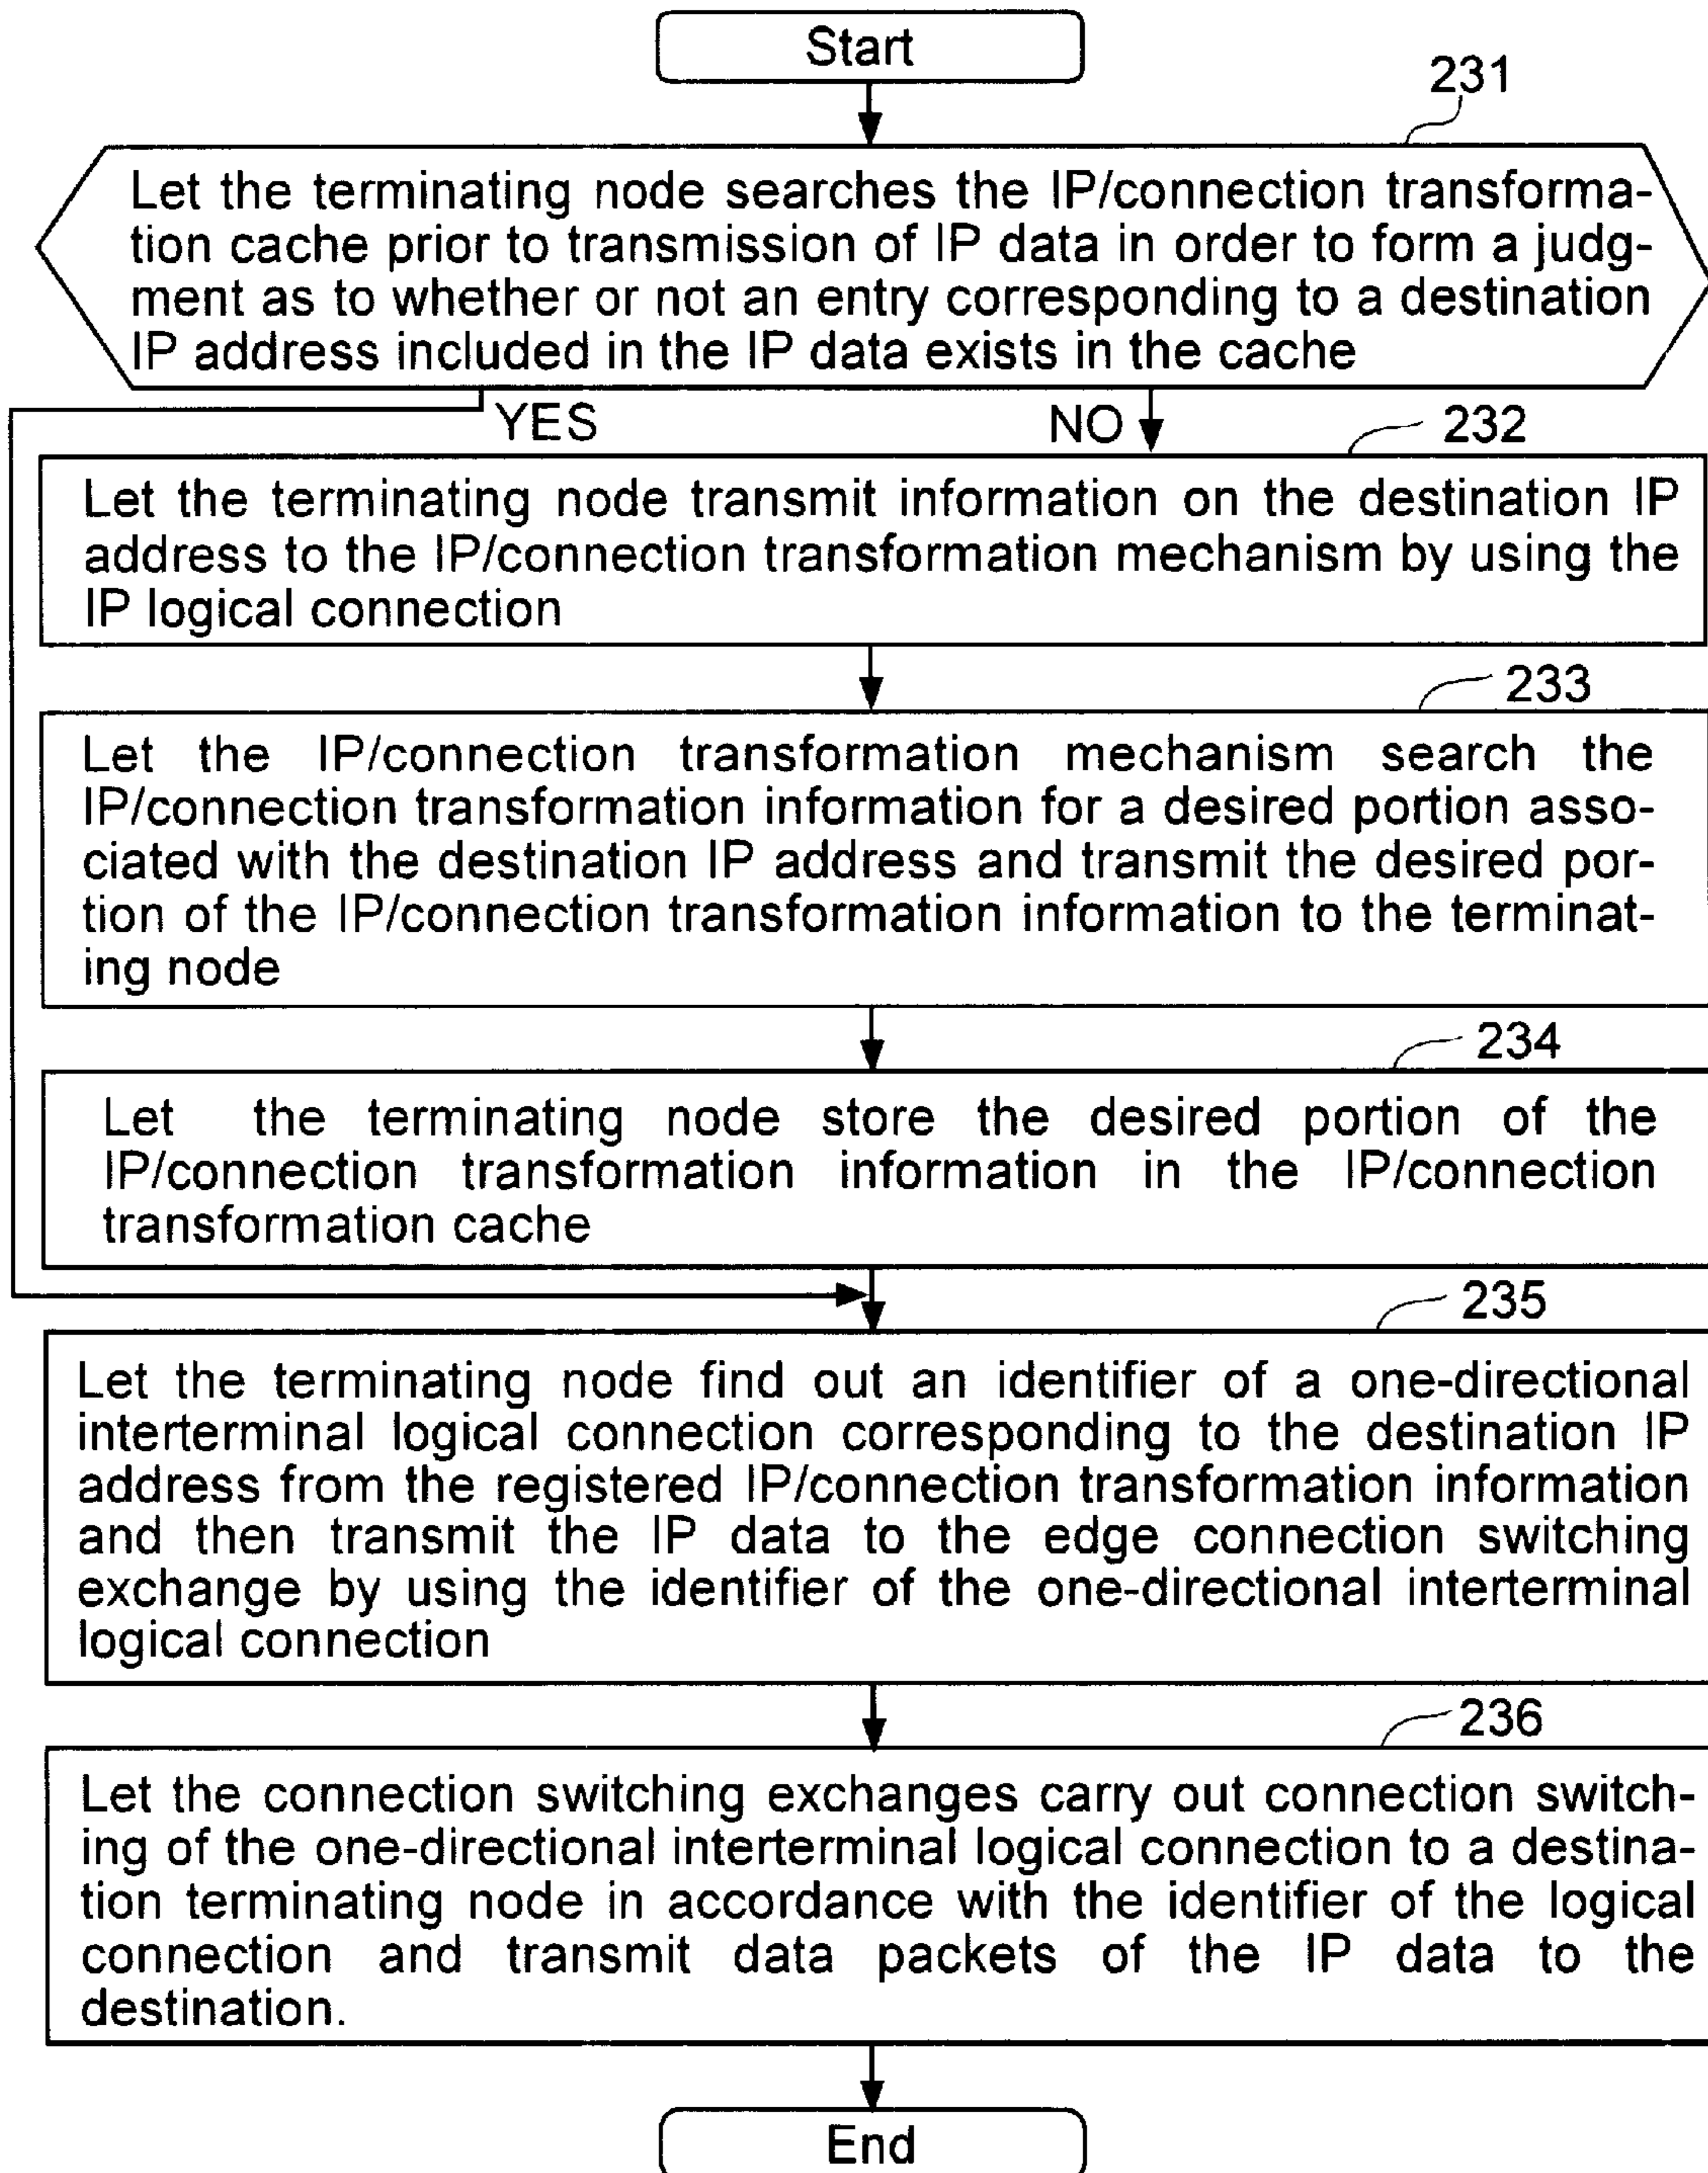 Start
231
Let the terminating node searches the IP/connection transforma-
tion cache prior to transmission of IP data in order to form a judg-
ment as to whether or not an entry corresponding to a destination
IP address included in the IP data exists in the cache
YES NO 232
Let the terminating node transmit information on the destination IP
address to the IP/connection transformation mechanism by using the
IP logical connection
233
Let the IP/connection transformation mechanism search the
IP/connection transformation information for a desired portion asso-
ciated with the destination IP address and transmit the desired por-
tion of the IP/connection transformation information to the terminat-
ing node
234
Let the terminating node store the desired portion of the
IP/connection transformation information in the IP/connection
transformation cache
235
Let the terminating node find out an identifier of a one-directional
interterminal logical connection corresponding to the destination IP
address from the registered IP/connection transformation information
and then transmit the IP data to the edge connection switching
exchange by using the identifier of the one-directional interterminal
logical connection
236
Let the connection switching exchanges carry out connection switch-
ing of the one-directional interterminal logical connection to a destina-
tion terminating node in accordance with the identifier of the logical
connection and transmit data packets of the IP data to the
destination.
End